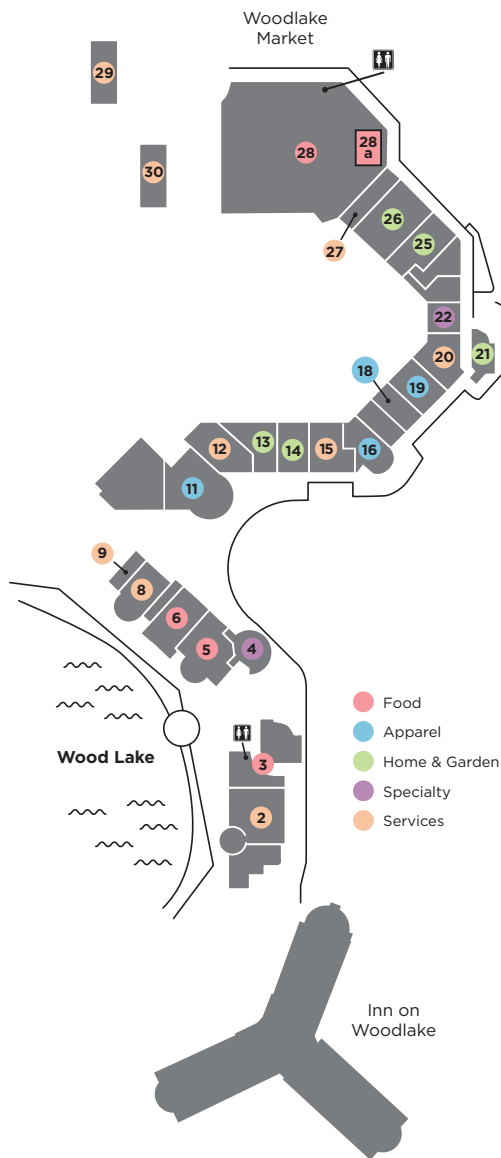 Woodlake
Market
29
28
28
a
30
26
27
25
22
21
20
18
19
13
12
14
15
16
11
9
8
6
5
4
Food
Apparel
Wood Lake
3
Home & Garden
Specialty
2
Services
Inn on
Woodlake